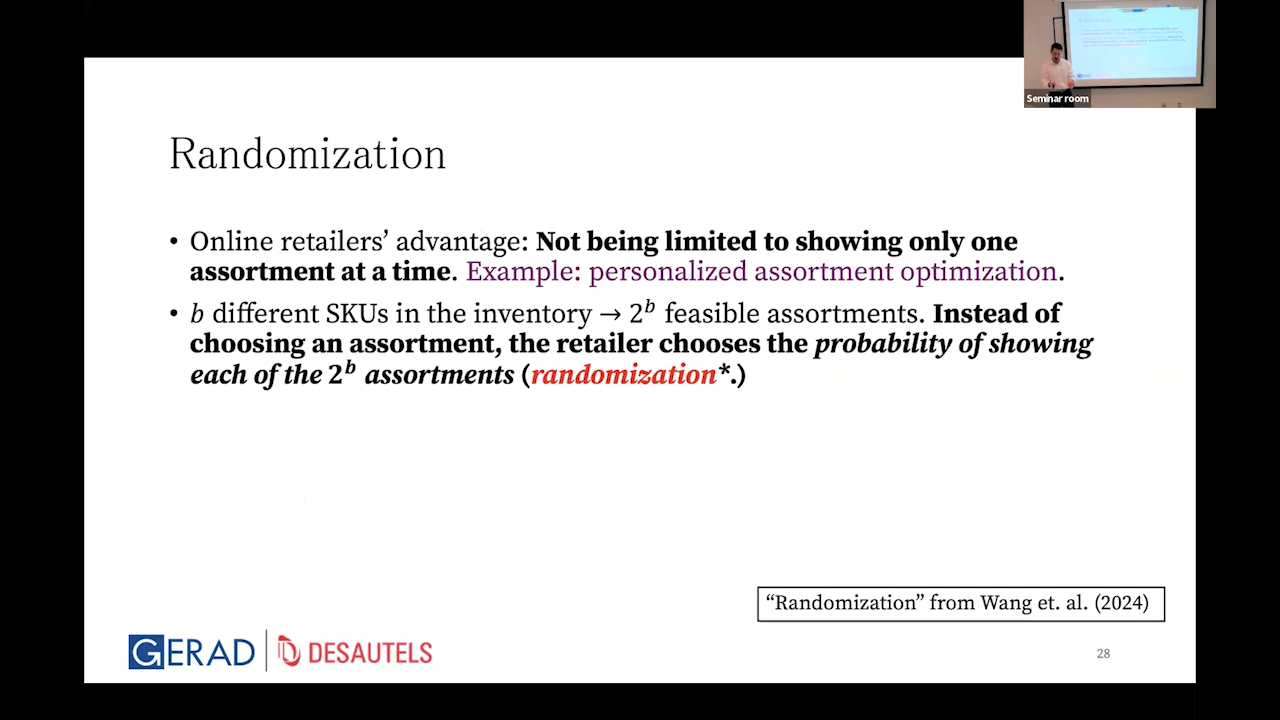 Seminar room
Randomization
• Online retailers’ advantage: Not being limited to showing only one
assortment at a time. Example: personalized assortment optimization.
• b different SKUs in the inventory → 2^b feasible assortments. Instead of
choosing an assortment, the retailer chooses the probability of showing
each of the 2^b assortments (randomization*.)
“Randomization” from Wang et. al. (2024)
GERAD
DESAUTELS
28